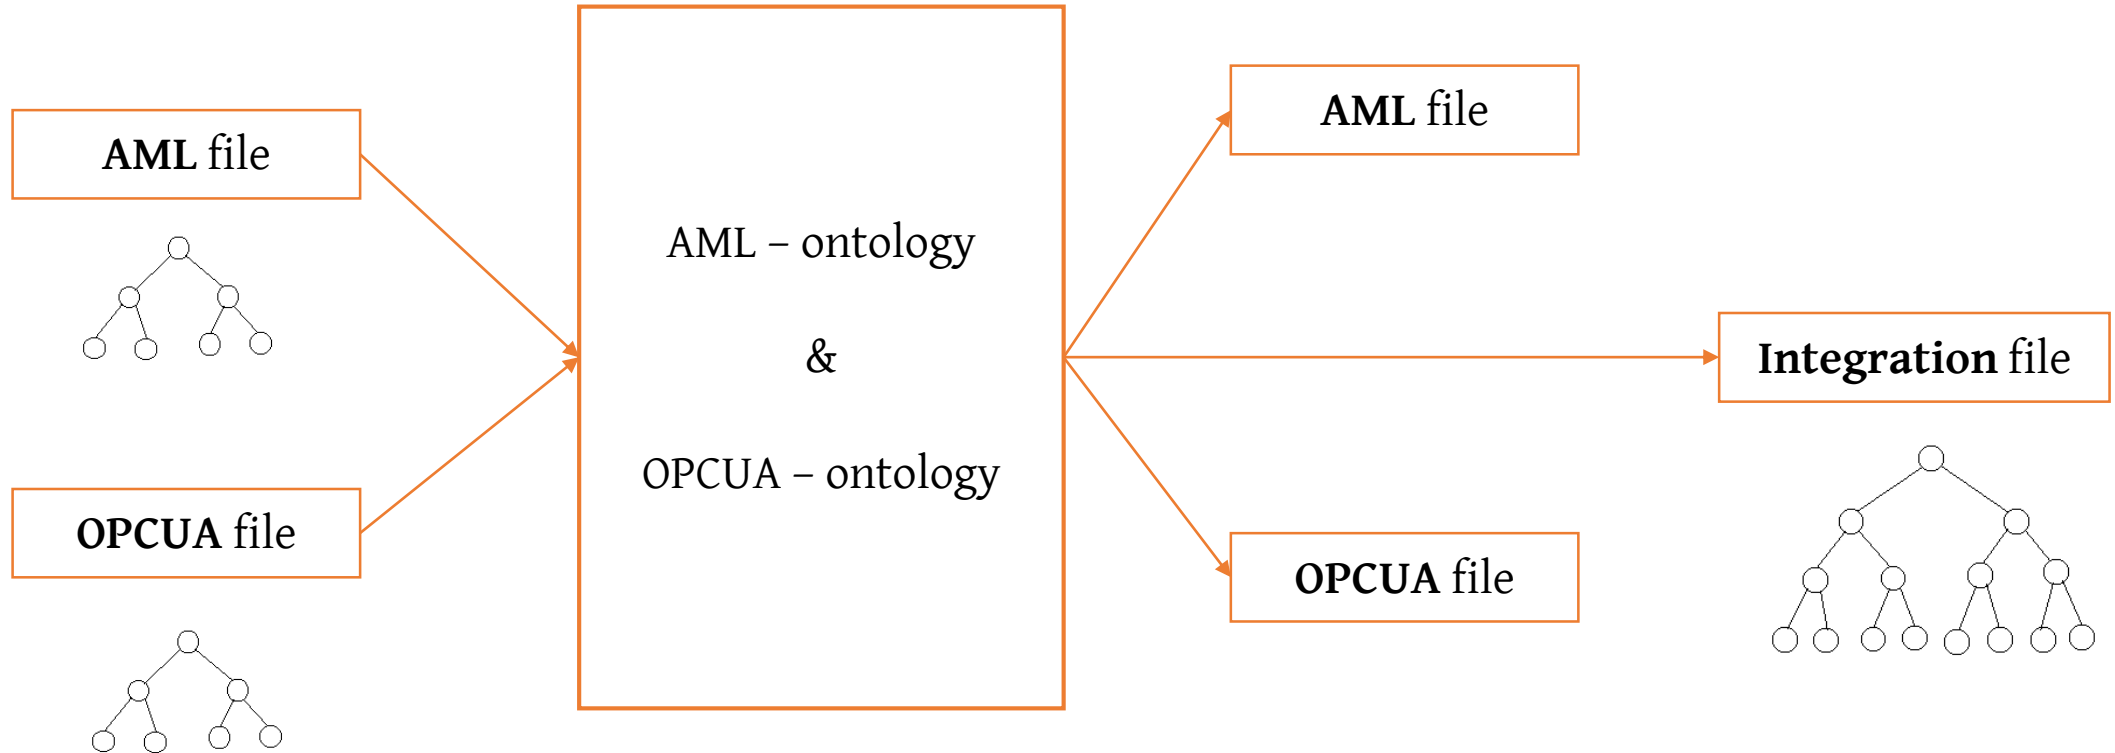 AML file
OPCUA file
AML – ontology
&
OPCUA – ontology
AML file
Integration file
OPCUA file